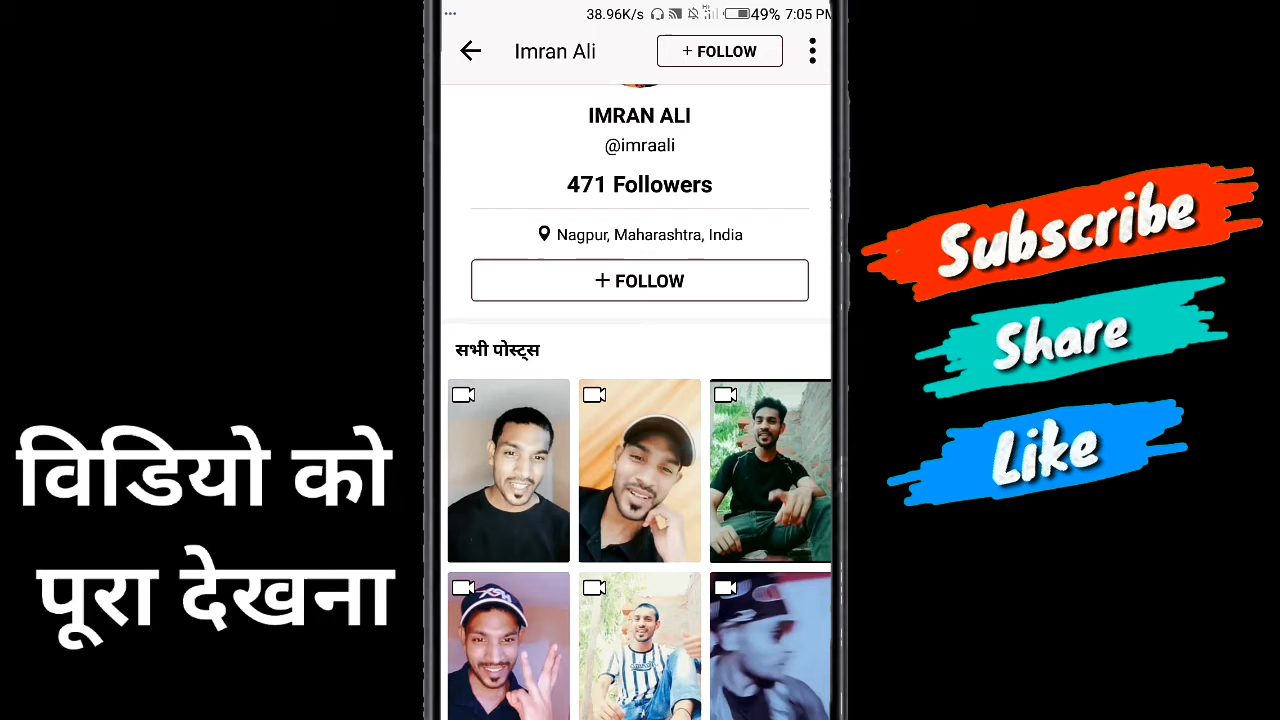 38.96K/s 49% 7:05 PM
Imran Ali
+ FOLLOW
IMRAN ALI
@imraali
471 Followers
Nagpur, Maharashtra, India
+ FOLLOW
सभी पोस्ट्स
विडियो को
पूरा देखना
Subscribe
Share
Like